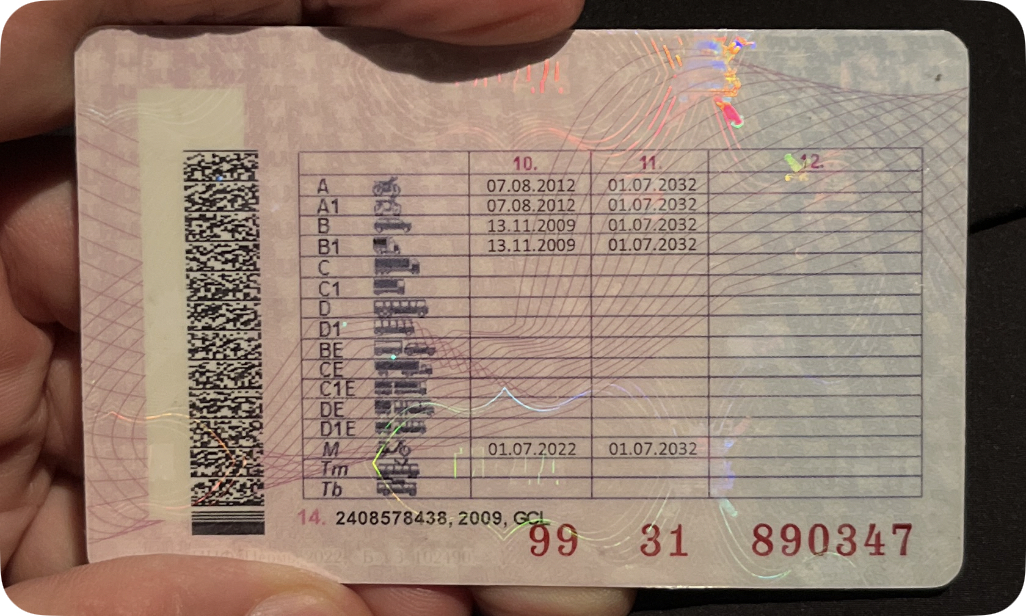 10. 11. 12.
A 07.08.2012 01.07.2032
A1 07.08.2012 01.07.2032
B 13.11.2009 01.07.2032
B1 13.11.2009 01.07.2032
C
C1
D
D1
BE
CE
C1E
DE
D1E
M 01.07.2022 01.07.2032
Tm
Tb
14. 2408578438, 2009, GCL
99 31 890347